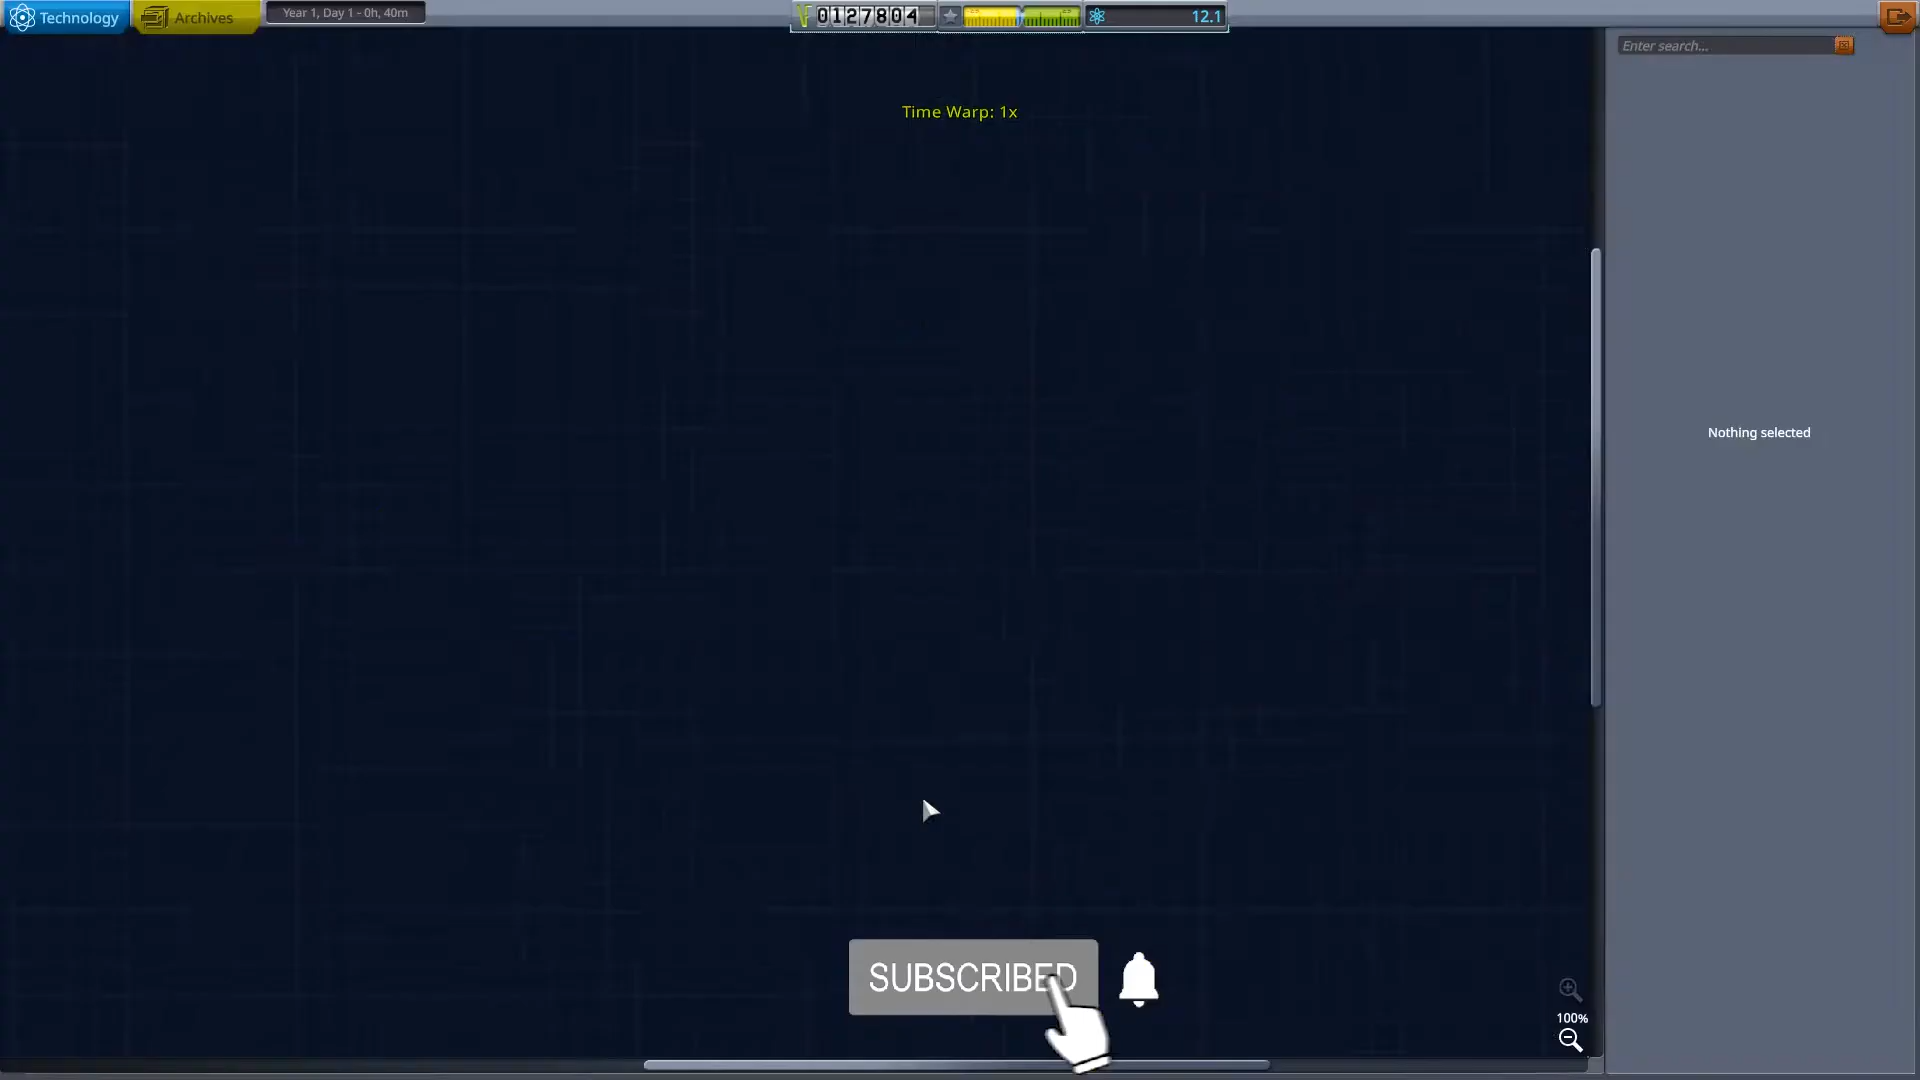 Technology
Archives
Year 1, Day 1 - 0h, 40m
0127804
12.1
Enter search...
Time Warp: 1x
Nothing selected
SUBSCRIBED
100%